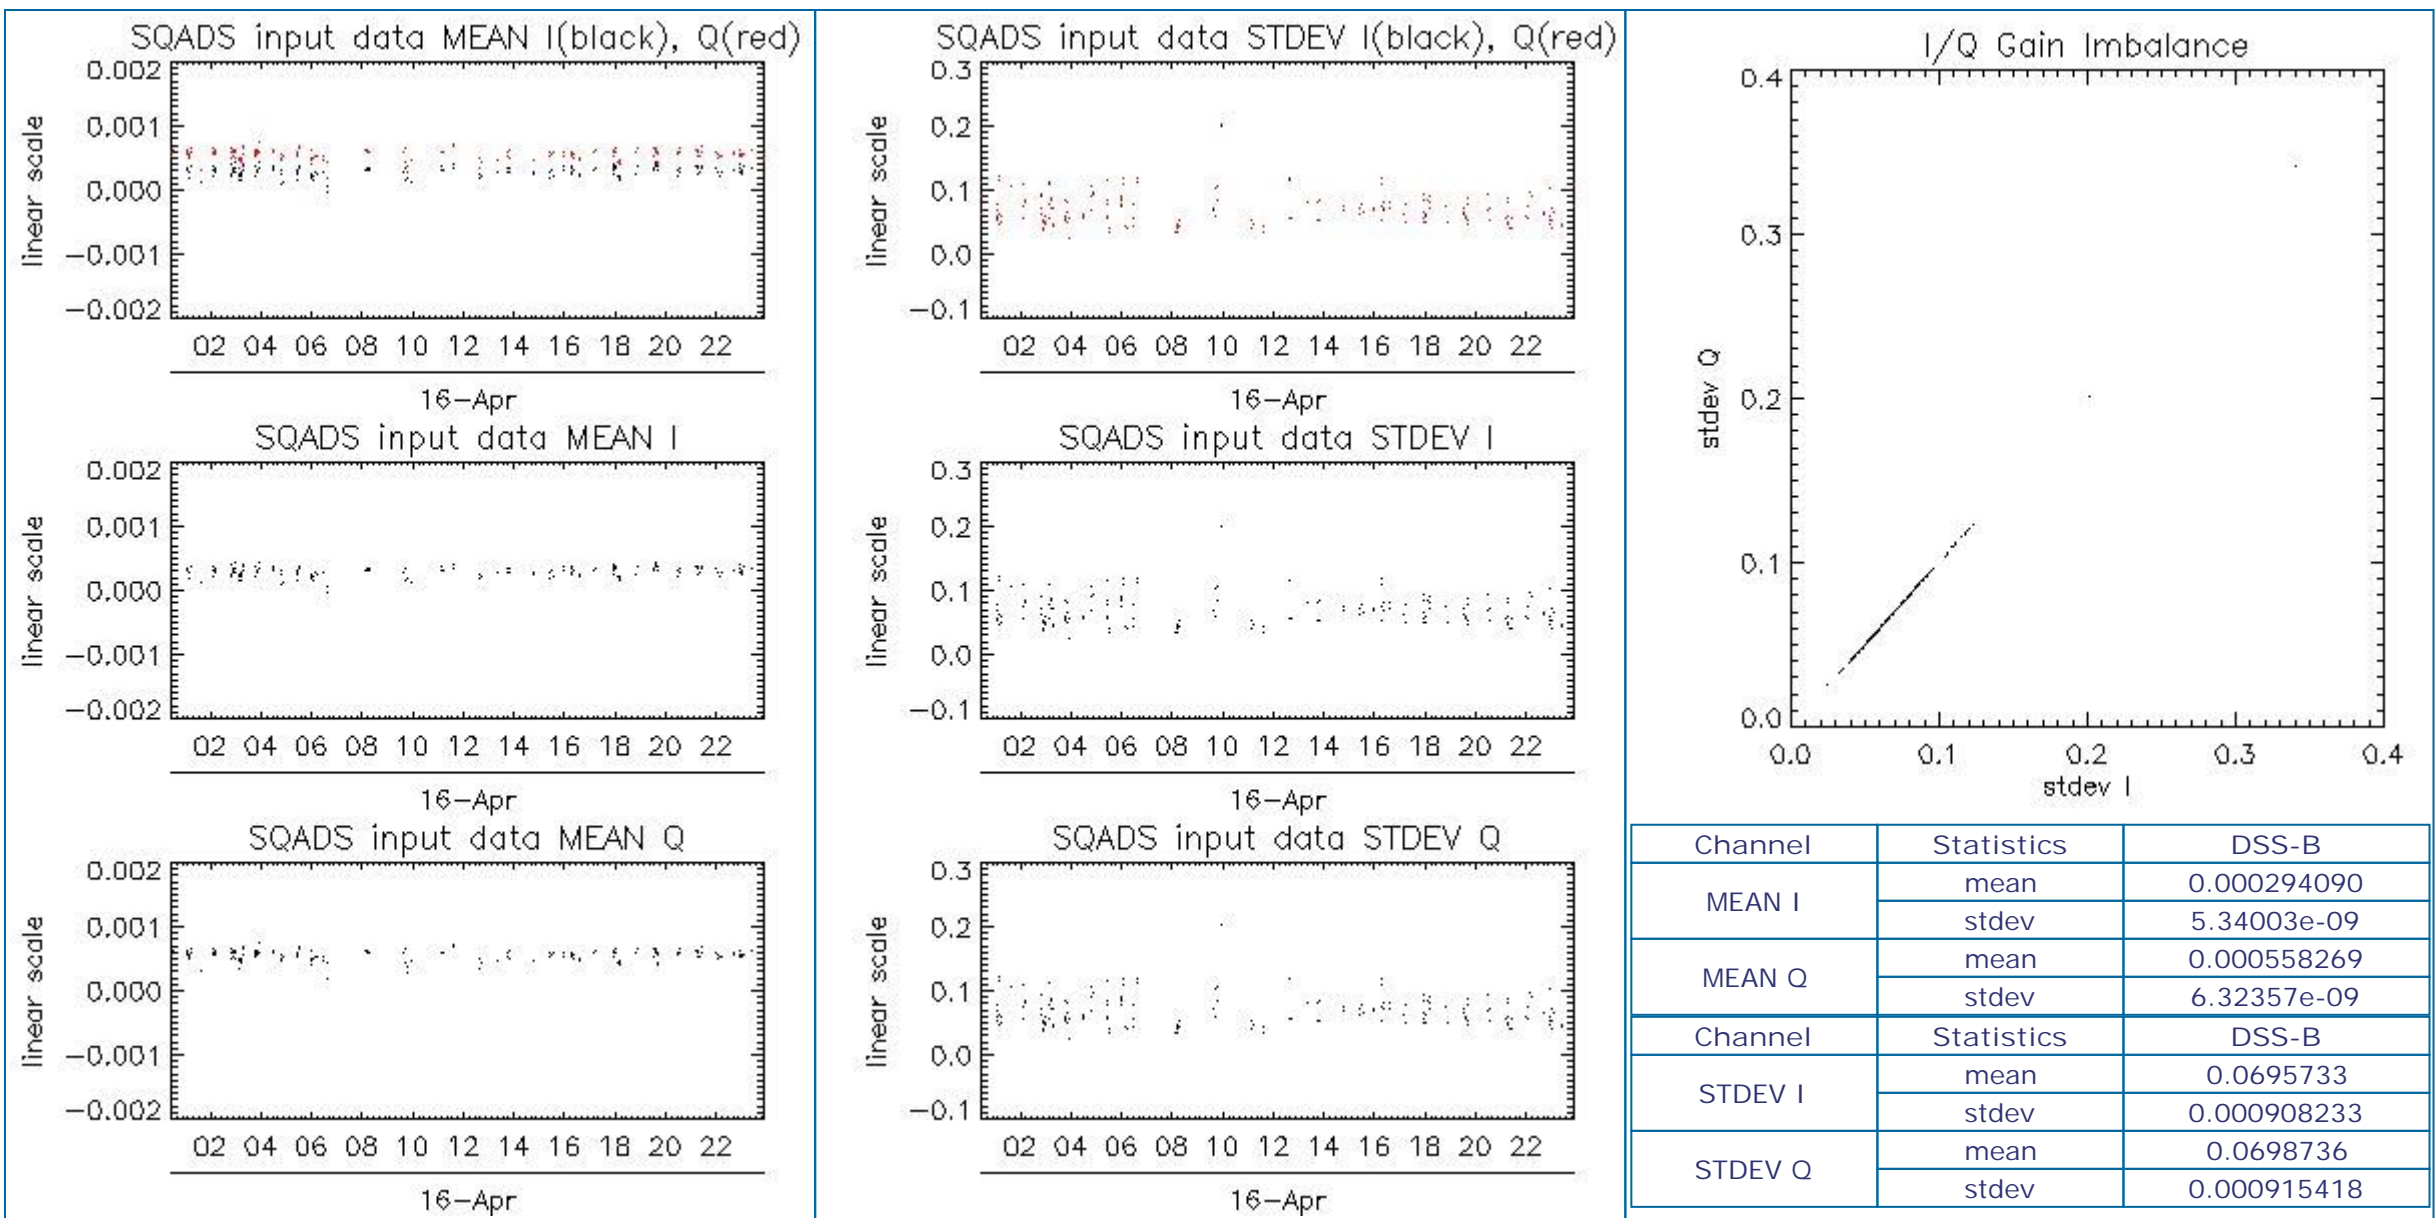 SQADS input data MEAN I(black), Q(red)
0.002
0.001
0.000
−0.001
−0.002
linear scale
02 04 06 08 10 12 14 16 18 20 22
16−Apr
SQADS input data MEAN I
0.002
0.001
0.000
−0.001
−0.002
linear scale
02 04 06 08 10 12 14 16 18 20 22
16−Apr
SQADS input data MEAN Q
0.002
0.001
0.000
−0.001
−0.002
linear scale
02 04 06 08 10 12 14 16 18 20 22
16−Apr
SQADS input data STDEV I(black), Q(red)
0.3
0.2
0.1
0.0
−0.1
linear scale
02 04 06 08 10 12 14 16 18 20 22
16−Apr
SQADS input data STDEV I
0.3
0.2
0.1
0.0
−0.1
linear scale
02 04 06 08 10 12 14 16 18 20 22
16−Apr
SQADS input data STDEV Q
0.3
0.2
0.1
0.0
−0.1
linear scale
02 04 06 08 10 12 14 16 18 20 22
16−Apr
I/Q Gain Imbalance
0.4
0.3
0.2
0.1
0.0
stdev Q
0.0 0.1 0.2 0.3 0.4
stdev I
Channel Statistics DSS-B
MEAN I mean 0.000294090
stdev 5.34003e-09
MEAN Q mean 0.000558269
stdev 6.32357e-09
Channel Statistics DSS-B
STDEV I mean 0.0695733
stdev 0.000908233
STDEV Q mean 0.0698736
stdev 0.000915418